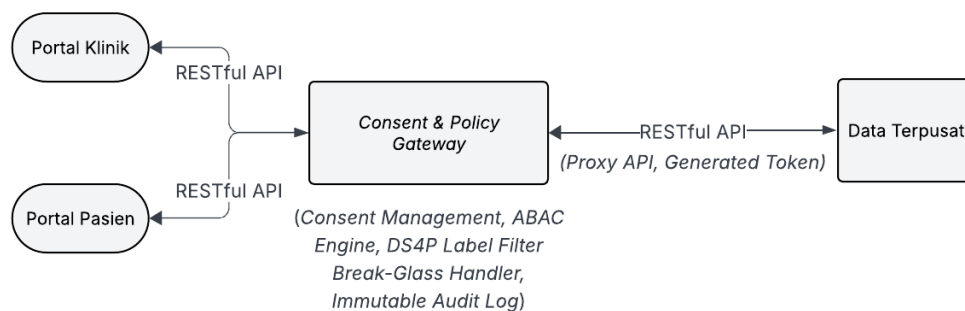 Portal Klinik
RESTful API
Consent & Policy
Gateway
RESTful API
(Proxy API, Generated Token)
Data Terpusat
RESTful API
Portal Pasien
(Consent Management, ABAC
Engine, DS4P Label Filter
Break-Glass Handler,
Immutable Audit Log)